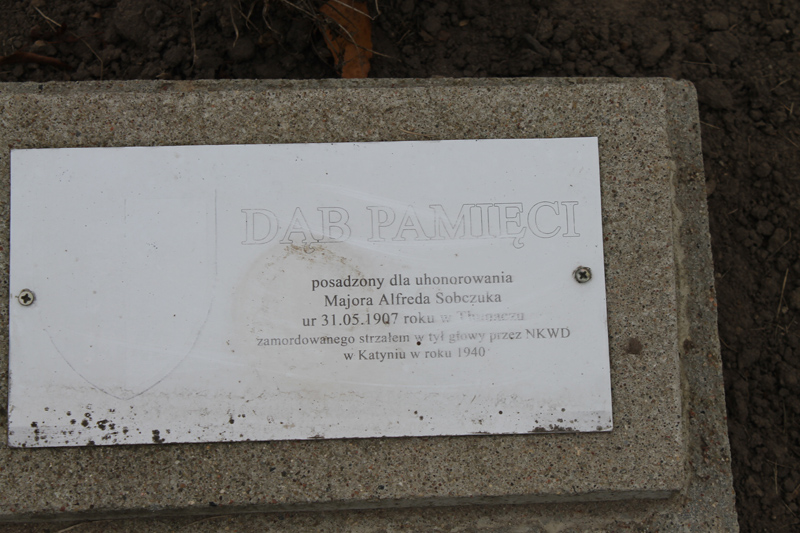 DĄB PAMIĘCI
posadzony dla uhonorowania
Majora Alfreda Sobczuka
ur 31.05.1907 roku w Tłumaczu
zamordowanego strzałem w tył głowy przez NKWD
w Katyniu w roku 1940